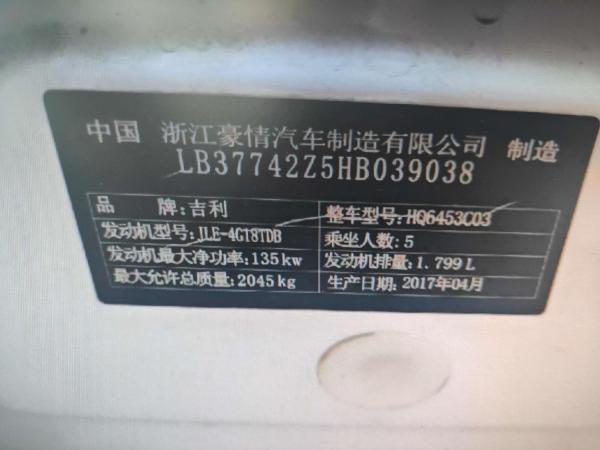 中国 浙江豪情汽车制造有限公司 制造
LB37742Z5HB039038
品 牌:吉利
整车型号:HQ6453C03
发动机型号:JLE-4G18TDB
乘坐人数:5
发动机最大净功率:135kw
发动机排量:1.799L
最大允许总质量:2045kg
生产日期:2017年04月